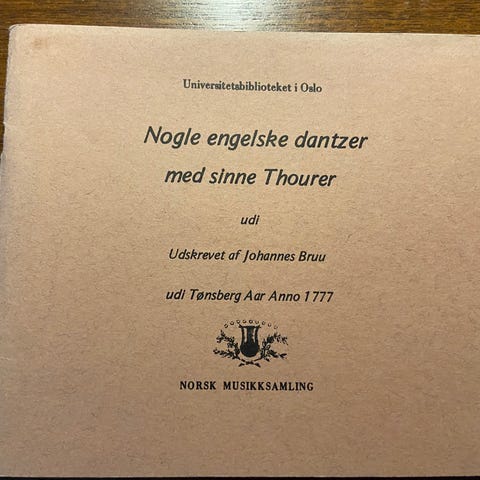 Universitetsbiblioteket i Oslo
Nogle engelske dantzer
med sinne Thourer
udi
Udskrevet af Johannes Bruu
udi Tønsberg Aar Anno 1777
NORSK MUSIKKSAMLING